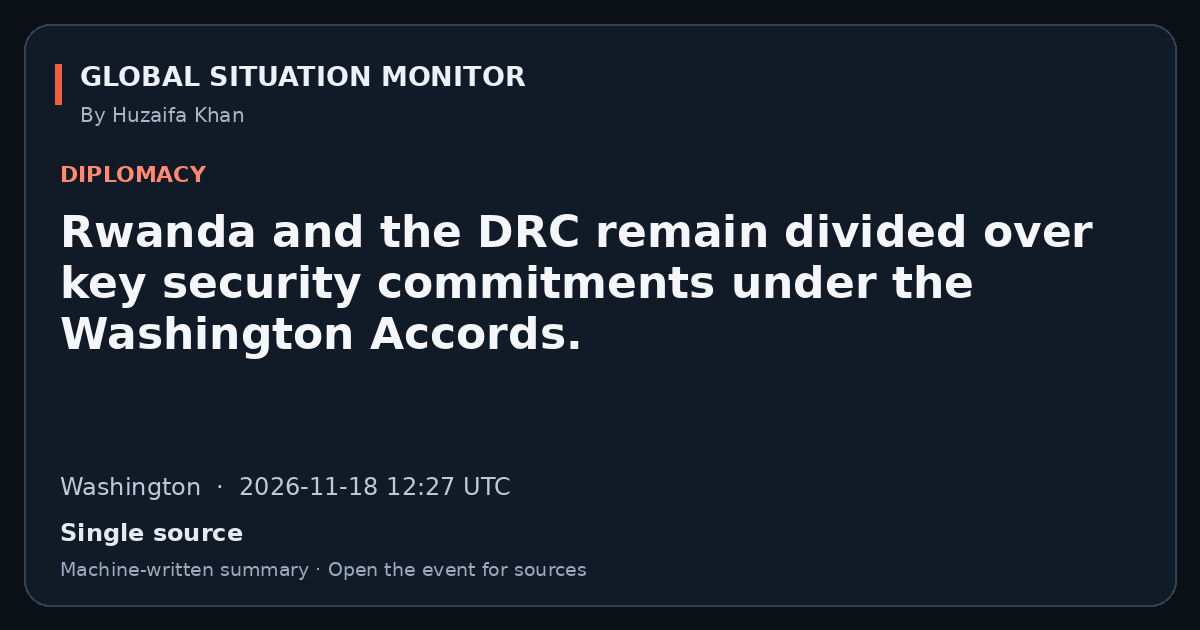 GLOBAL SITUATION MONITOR
By Huzaifa Khan
DIPLOMACY
Rwanda and the DRC remain divided over
key security commitments under the
Washington Accords.
Washington · 2026-11-18 12:27 UTC
Single source
Machine-written summary · Open the event for sources